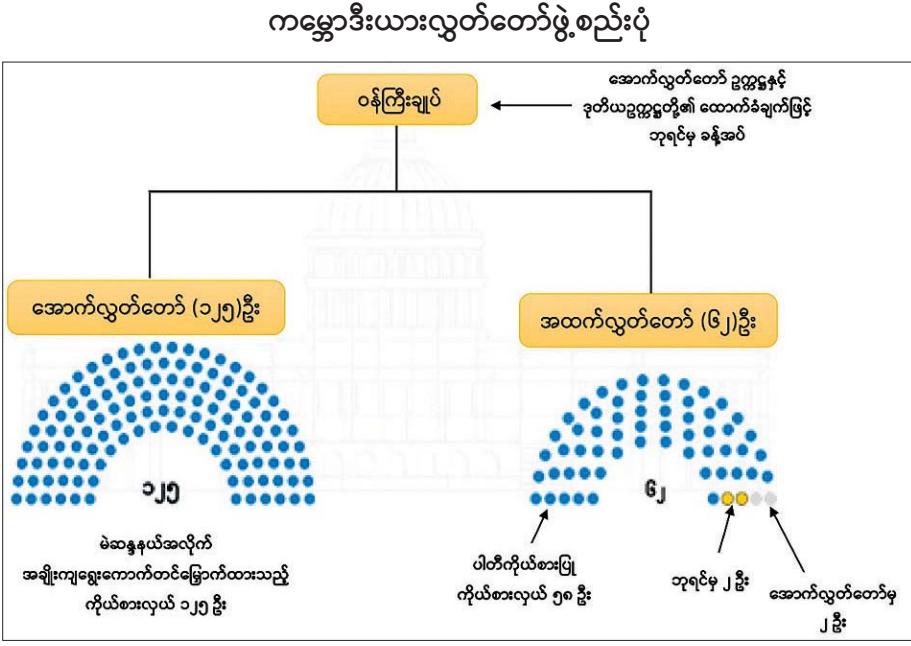 ကမ္ဘောဒီးယားလွှတ်တော်ဖွဲ့စည်းပုံ
ဝန်ကြီးချုပ်
အောက်လွှတ်တော် ဥက္ကဋ္ဌနှင့်
ဒုတိယဥက္ကဋ္ဌတို့၏ ထောက်ခံချက်ဖြင့်
ဘုရင်မှ ခန့်အပ်
အောက်လွှတ်တော် (၁၂၅)ဦး
အထက်လွှတ်တော် (၆၂)ဦး
၁၂၅
၆၂
မဲဆန္ဒနယ်အလိုက်
အချိုးကျရွေးကောက်တင်မြှောက်ထားသည့်
ကိုယ်စားလှယ် ၁၂၅ ဦး
ပါတီကိုယ်စားပြု
ကိုယ်စားလှယ် ၅၈ ဦး
ဘုရင်မှ ၂ ဦး
အောက်လွှတ်တော်မှ
၂ ဦး